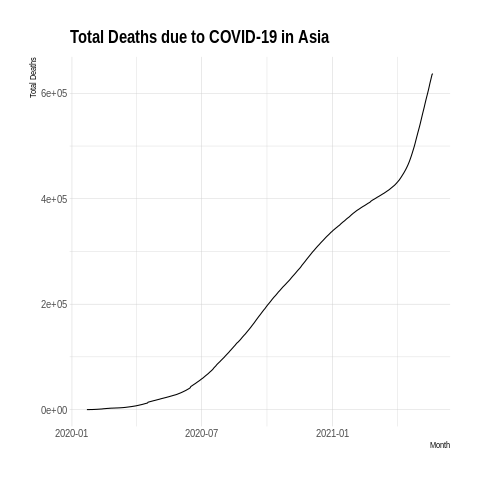 Total Deaths due to COVID-19 in Asia
Total Deaths
6e+05
4e+05
2e+05
0e+00
2020-01
2020-07
2021-01
Month